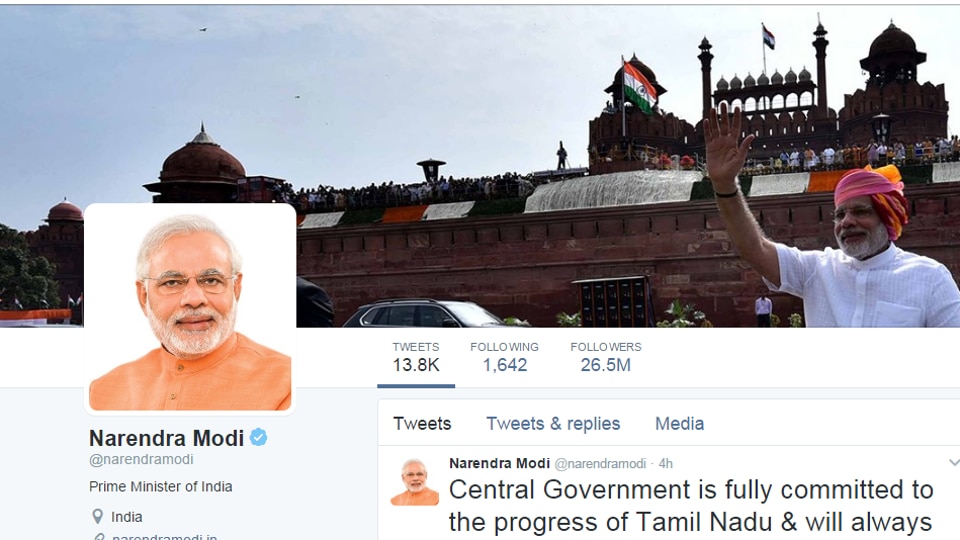 TWEETS FOLLOWING FOLLOWERS
13.8K 1,642 26.5M
Narendra Modi
@narendramodi
Prime Minister of India
India
narendramodi.in
Tweets Tweets & replies Media
Narendra Modi @narendramodi · 4h
Central Government is fully committed to
the progress of Tamil Nadu & will always